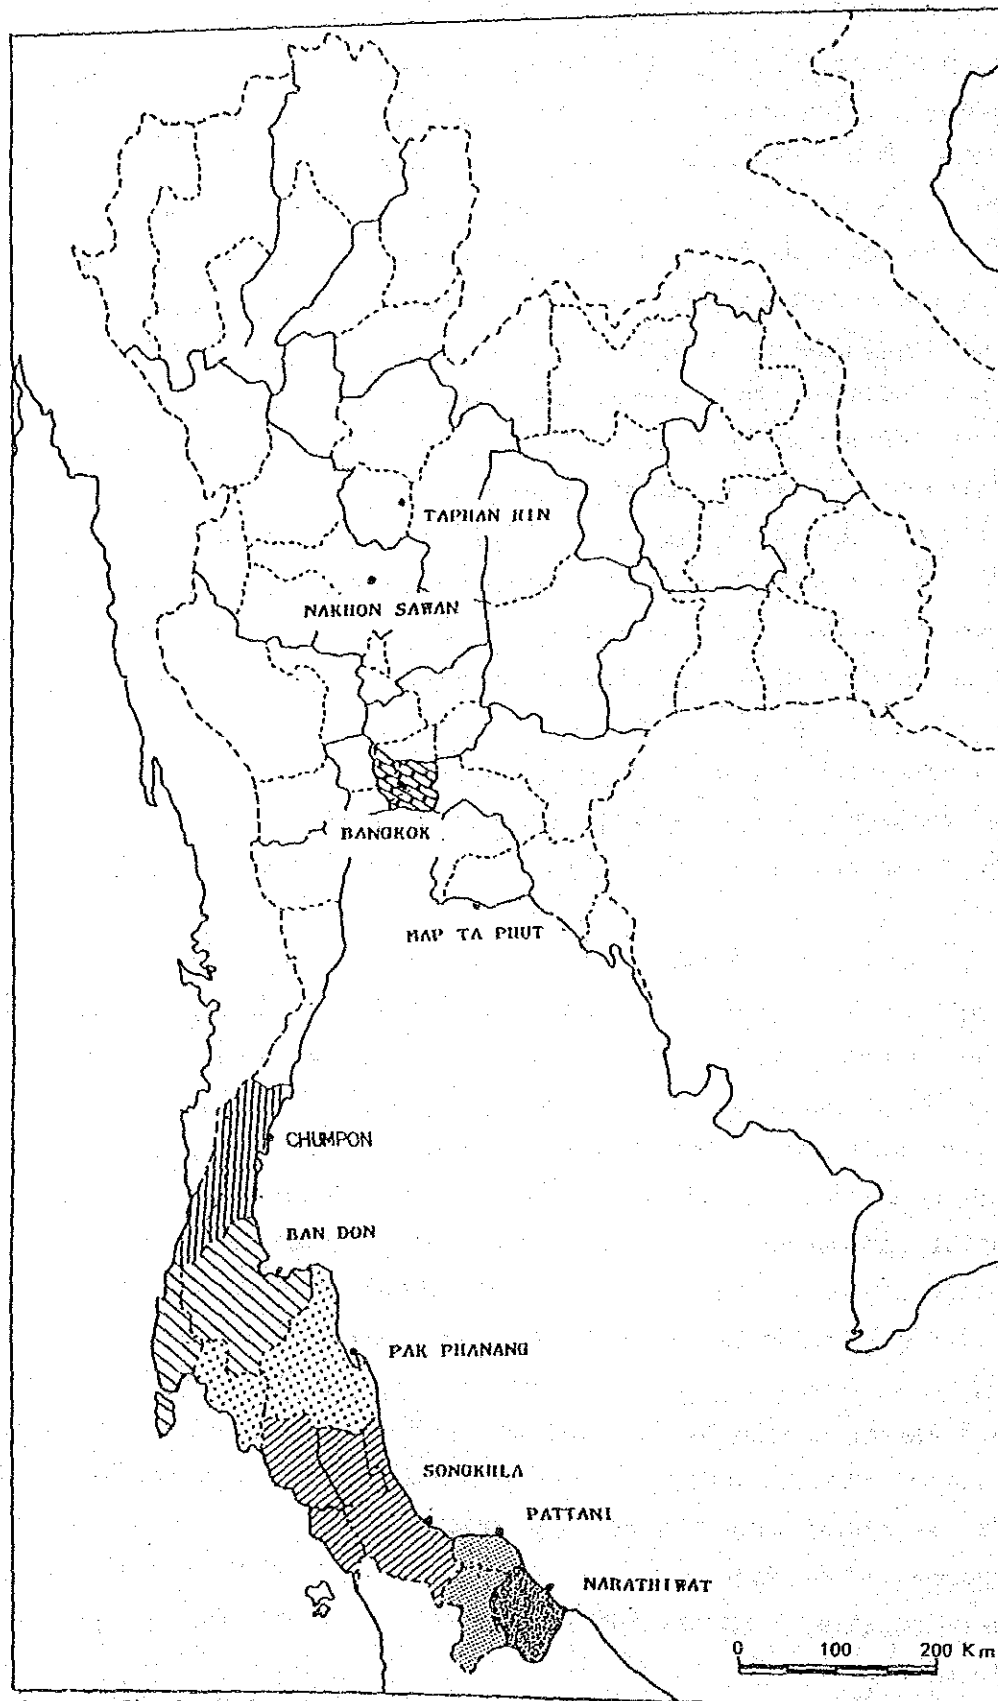 TAPHAN HIN
NAKHON SAWAN
BANGKOK
MAP TA PHUT
CHUMPON
BAN DON
PAK PHANANG
SONGKHLA
PATTANI
NARATHIWAT
0 100 200 Km